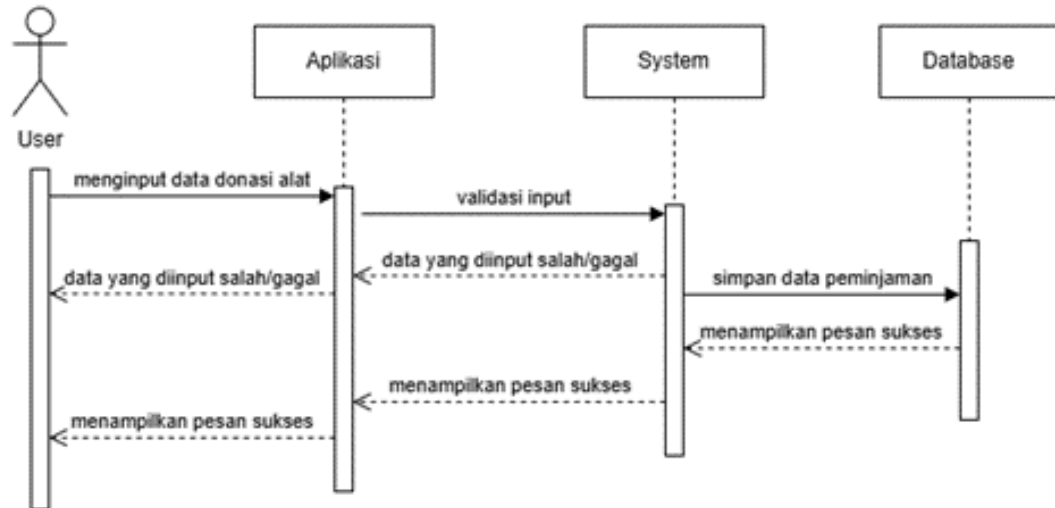 Aplikasi
System
Database
User
menginput data donasi alat
validasi input
data yang diinput salah/gagal
data yang diinput salah/gagal
simpan data peminjaman
menampilkan pesan sukses
menampilkan pesan sukses
menampilkan pesan sukses